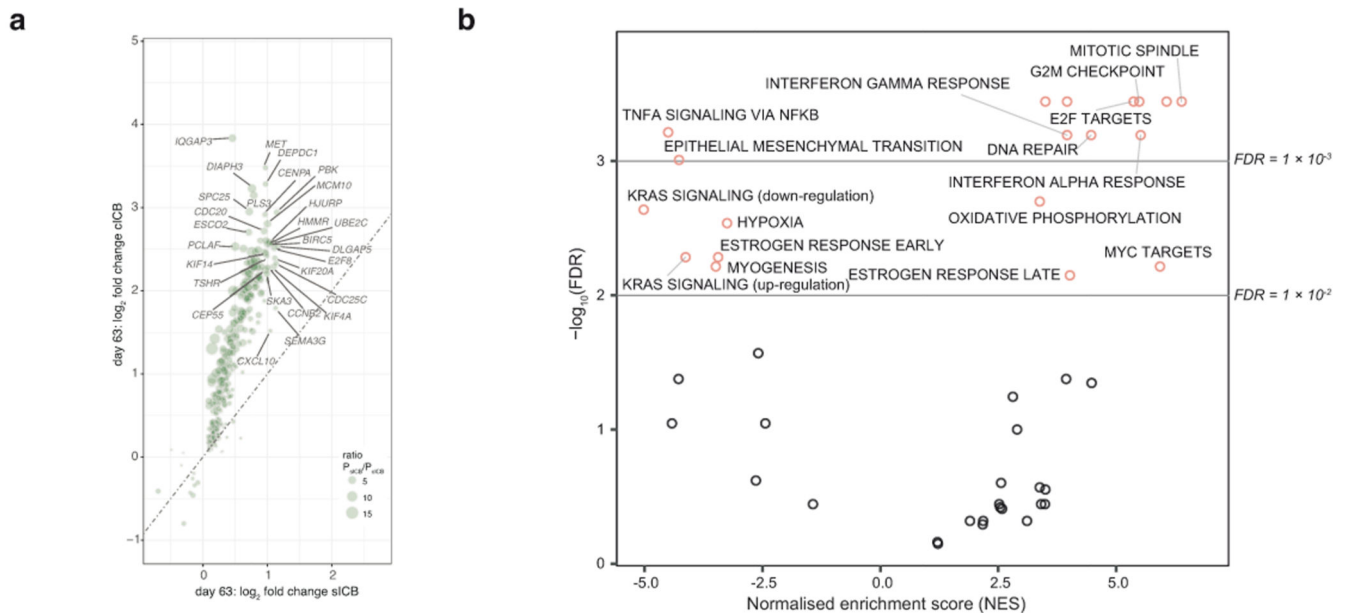 a
b
day 63: log2 fold change cICB
5
4
3
2
1
0
−1
IQGAP3
MET
DEPDC1
DIAPH3
CENPA
PBK
MCM10
SPC25
PLS3
HJURP
CDC20
ESCO2
HMMR
UBE2C
BIRC5
PCLAF
DLGAP5
E2F8
KIF14
KIF20A
TSHR
SKA3
CDC25C
CEP55
CCNB2
KIF4A
SEMA3G
CXCL10
ratio
PsICB/PcICB
5
10
15
0
1
2
day 63: log2 fold change sICB
−log10(FDR)
3
2
1
0
MITOTIC SPINDLE
G2M CHECKPOINT
INTERFERON GAMMA RESPONSE
TNFA SIGNALING VIA NFKB
E2F TARGETS
EPITHELIAL MESENCHYMAL TRANSITION
DNA REPAIR
FDR = 1 × 10-3
INTERFERON ALPHA RESPONSE
KRAS SIGNALING (down-regulation)
OXIDATIVE PHOSPHORYLATION
HYPOXIA
ESTROGEN RESPONSE EARLY
MYC TARGETS
MYOGENESIS
ESTROGEN RESPONSE LATE
KRAS SIGNALING (up-regulation)
FDR = 1 × 10-2
-5.0
-2.5
0.0
2.5
5.0
Normalised enrichment score (NES)